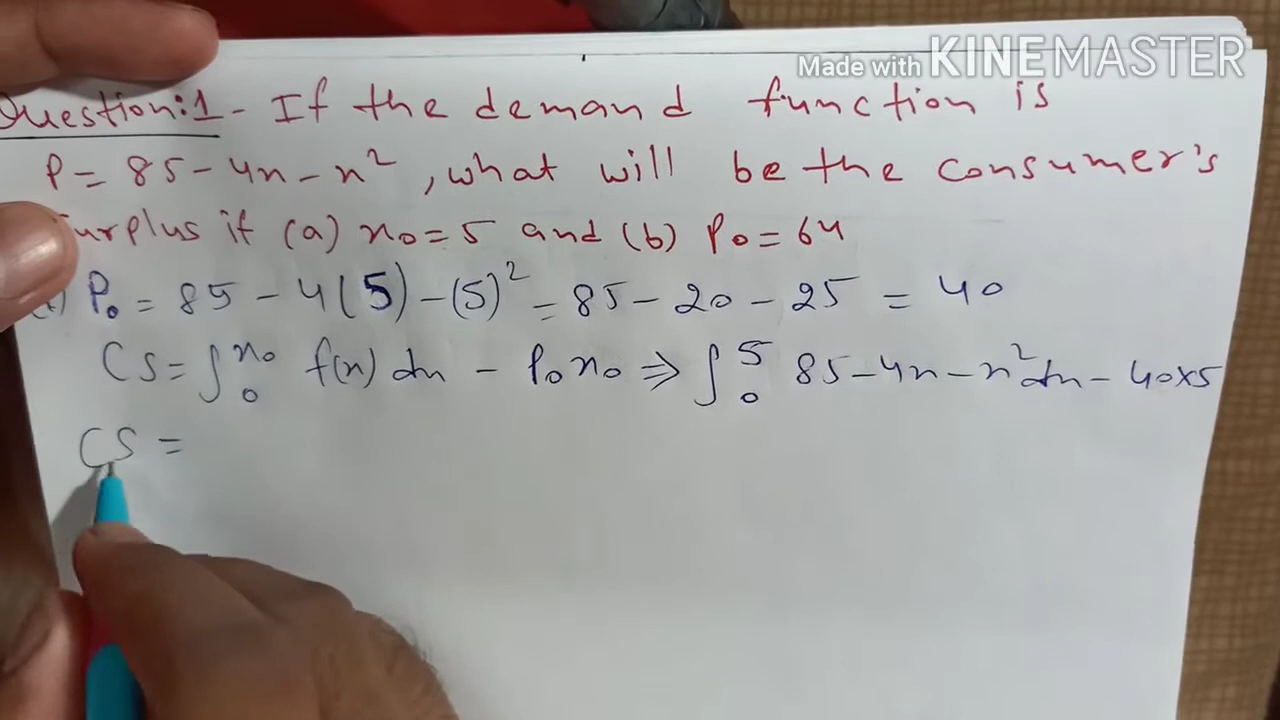 Made with KINEMASTER
Question:1 - If the demand function is
P = 85 - 4x - x², what will be the consumer's
surplus if (a) x₀ = 5 and (b) P₀ = 64
P₀ = 85 - 4(5) - (5)² = 85 - 20 - 25 = 40
CS = ∫₀^x₀ f(x) dx - P₀x₀ ⇒ ∫₀^5 85 - 4x - x² dx - 40×5
CS =